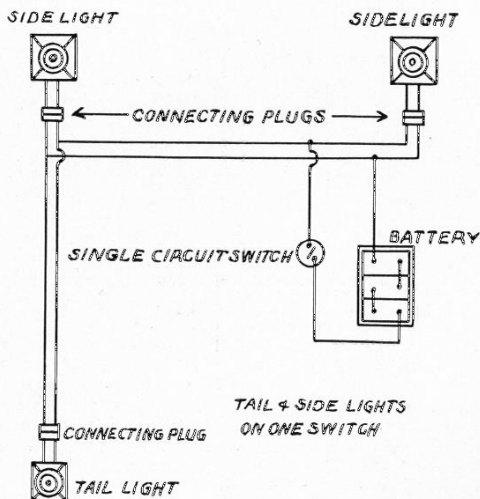 SIDE LIGHT
SIDELIGHT
CONNECTING PLUGS
BATTERY
SINGLE CIRCUIT SWITCH
TAIL & SIDE LIGHTS
ON ONE SWITCH
CONNECTING PLUG
TAIL LIGHT